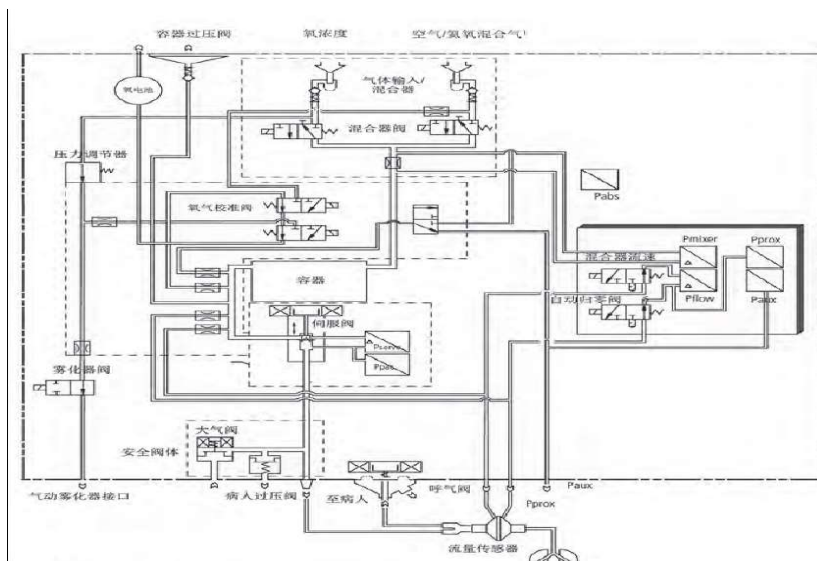 容器过压阀
氧浓度
空气/氦氧混合气¹
气体输入/
混合器
氧电池
混合器阀
压力调节器
Pabs
氧气校准阀
Pmixer
Pprox
混合器流速
容器
Pflow
Paux
自动归零阀
伺服阀
Pservo
雾化器阀
大气阀
安全阀体
气动雾化器接口
病人过压阀
至病人
呼气阀
Paux
Pprox
流量传感器